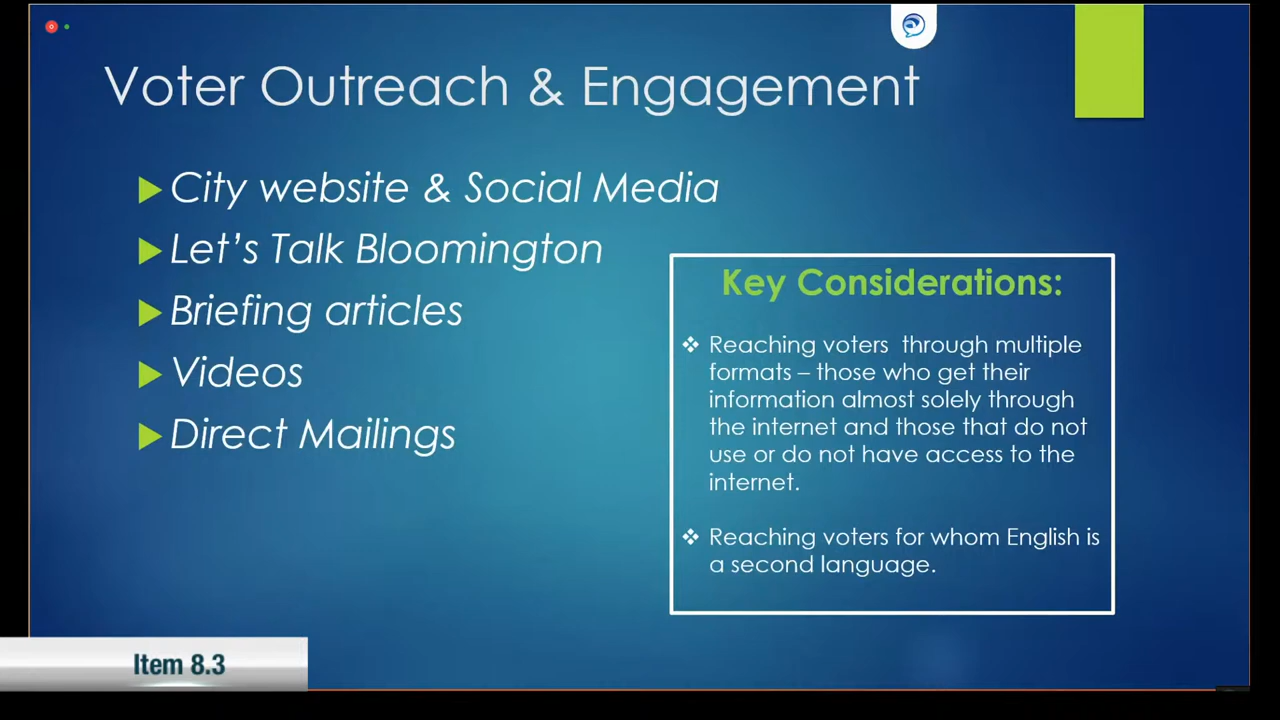 Voter Outreach & Engagement
City website & Social Media
Let's Talk Bloomington
Briefing articles
Videos
Direct Mailings
Key Considerations:
Reaching voters through multiple
formats – those who get their
information almost solely through
the internet and those that do not
use or do not have access to the
internet.
Reaching voters for whom English is
a second language.
Item 8.3